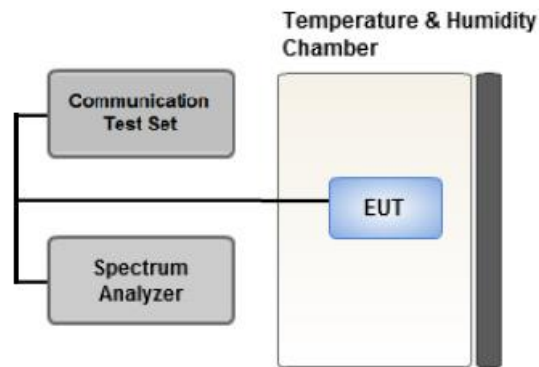 Temperature & Humidity
Chamber
Communication
Test Set
EUT
Spectrum
Analyzer